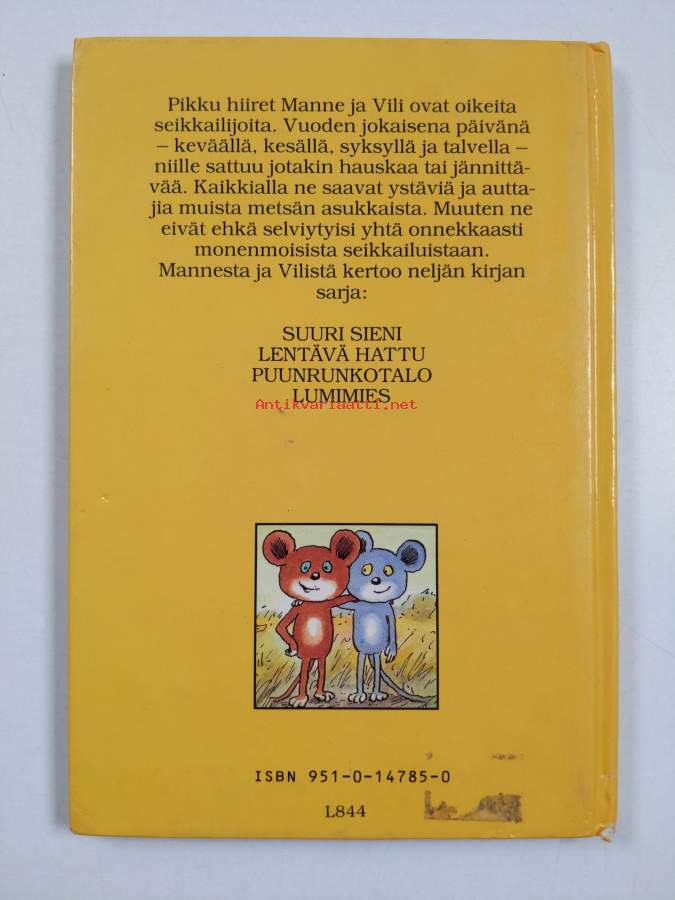 Pikku hiiret Manne ja Vili ovat oikeita
seikkailijoita. Vuoden jokaisena päivänä
– keväällä, kesällä, syksyllä ja talvella –
niille sattuu jotakin hauskaa tai jännittä-
vää. Kaikkialla ne saavat ystäviä ja autta-
jia muista metsän asukkaista. Muuten ne
eivät ehkä selviytyisi yhtä onnekkaasti
monenmoisista seikkailuistaan.
Mannesta ja Vilistä kertoo neljän kirjan
sarja:
SUURI SIENI
LENTÄVÄ HATTU
PUUNRUNKOTALO
LUMIMIES
Antikvariaatti.net
ISBN 951-0-14785-0
L844